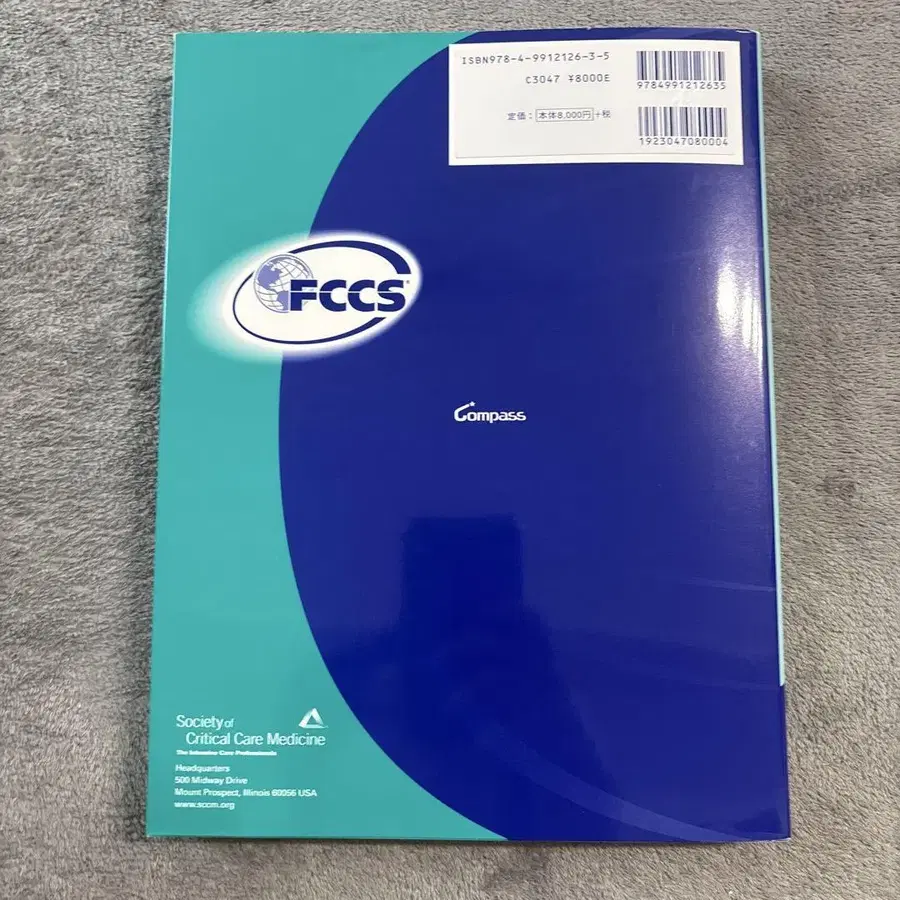 ISBN978-4-9912126-3-5
C3047 ¥8000E
定価：本体8,000円+税
9784991212635
1923047080004
FCCS®
Compass
Society of
Critical Care Medicine
The Intensive Care Professionals
Headquarters
500 Midway Drive
Mount Prospect, Illinois 60056 USA
www.sccm.org